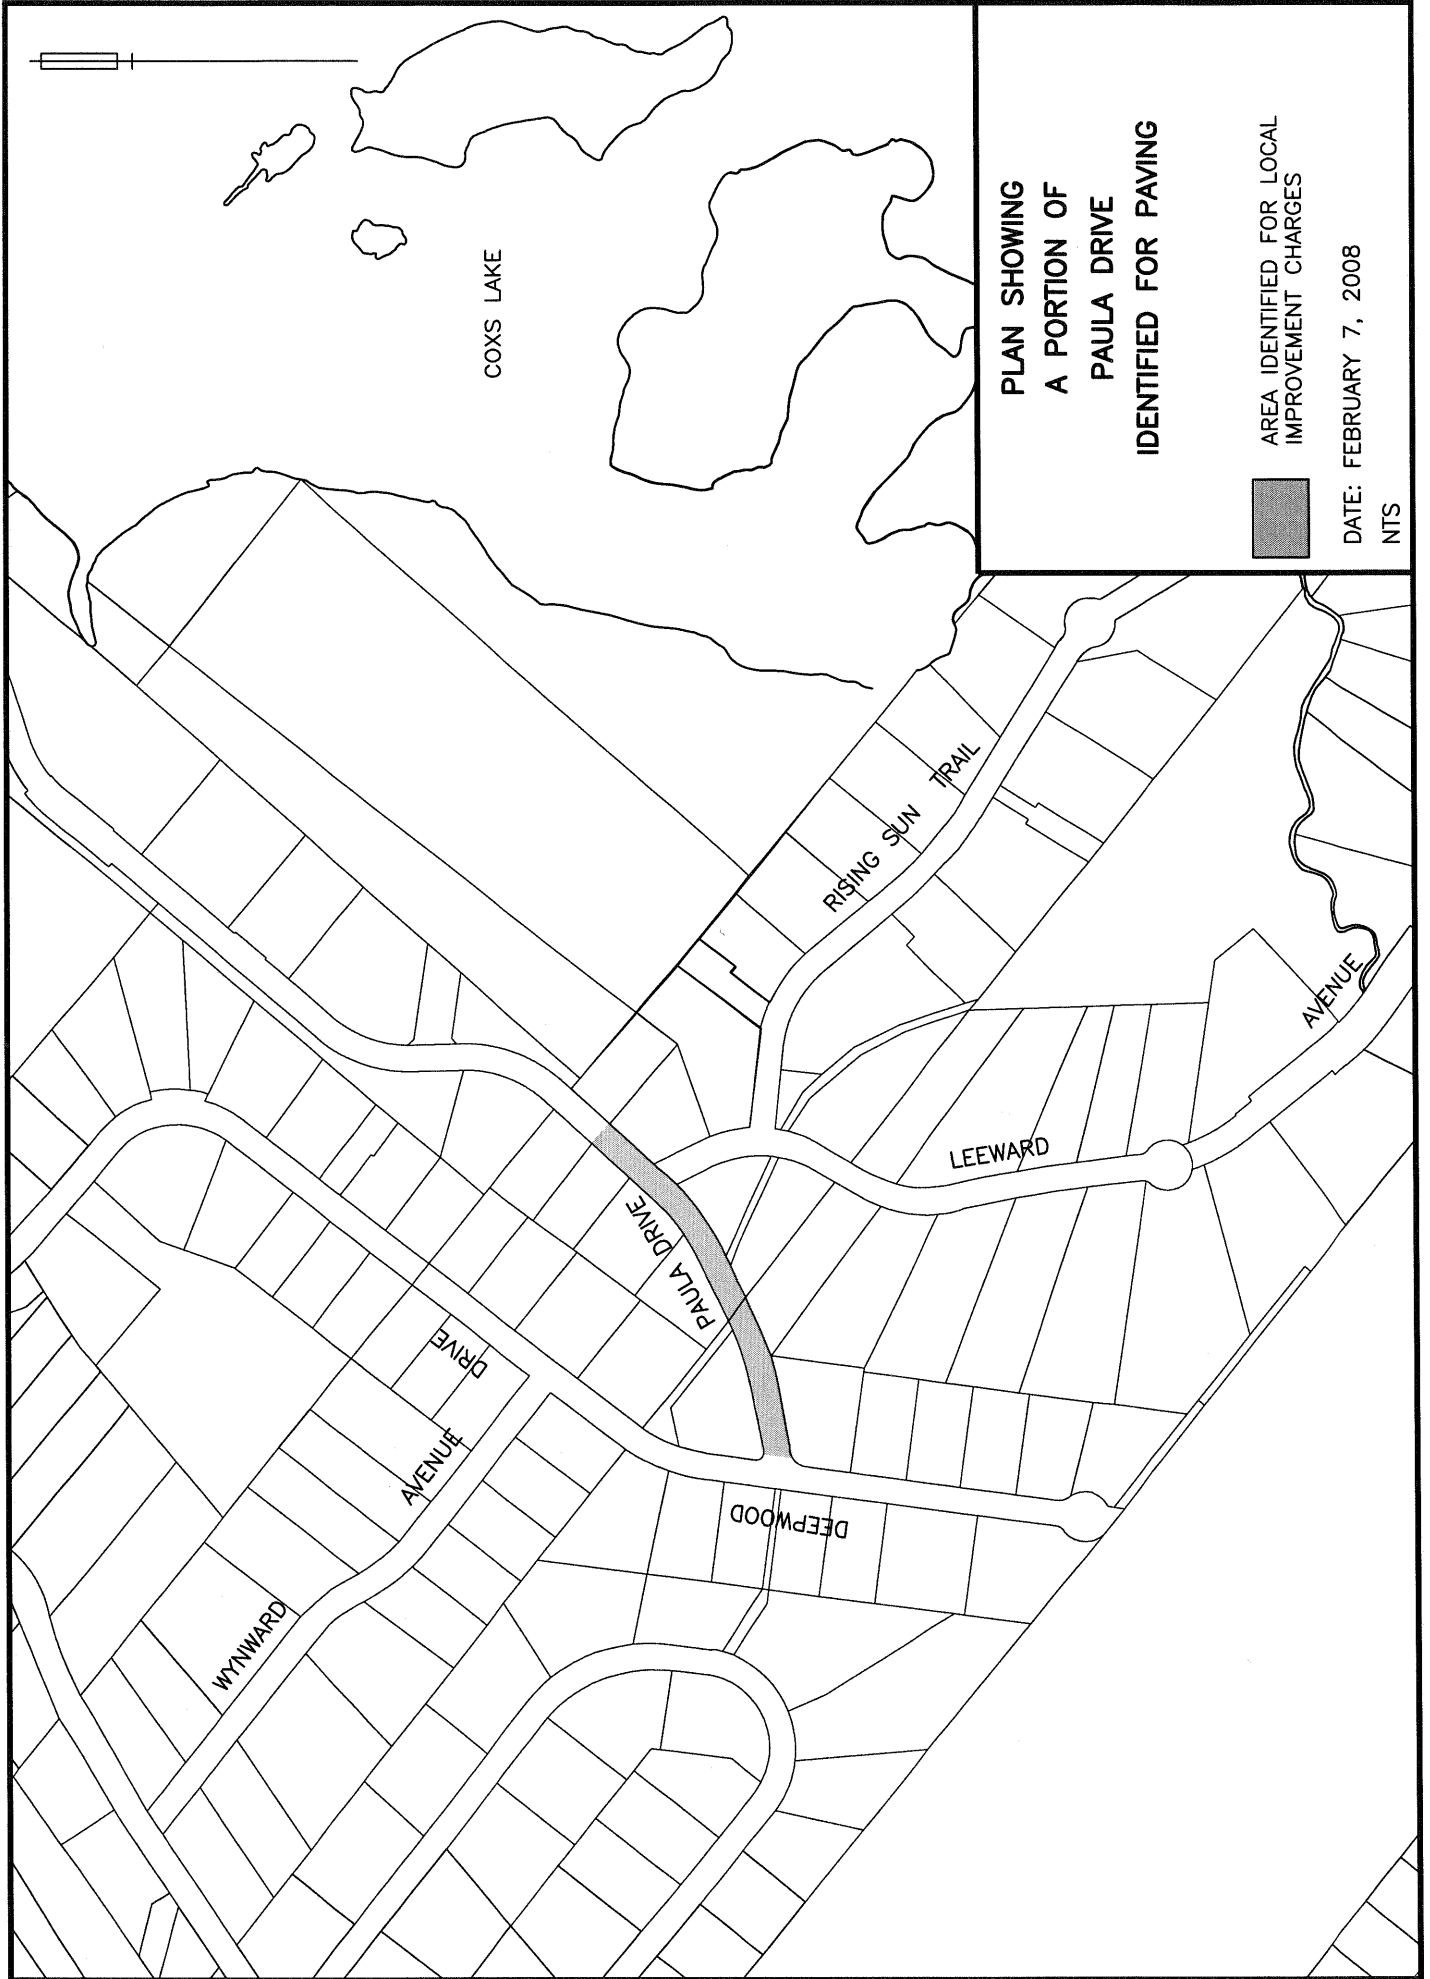 COXS LAKE
RISING SUN TRAIL
LEEWARD
AVENUE
PAULA DRIVE
DRIVE
DEEPWOOD
WYNWARD
AVENUE
PLAN SHOWING
A PORTION OF
PAULA DRIVE
IDENTIFIED FOR PAVING
AREA IDENTIFIED FOR LOCAL
IMPROVEMENT CHARGES
DATE: FEBRUARY 7, 2008
NTS